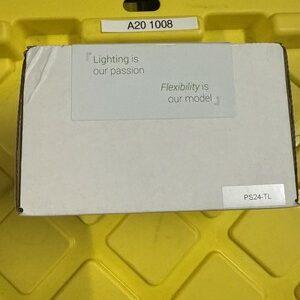 A20 1008
『Lighting is
our passion
Flexibility is
our model』
PS24-TL